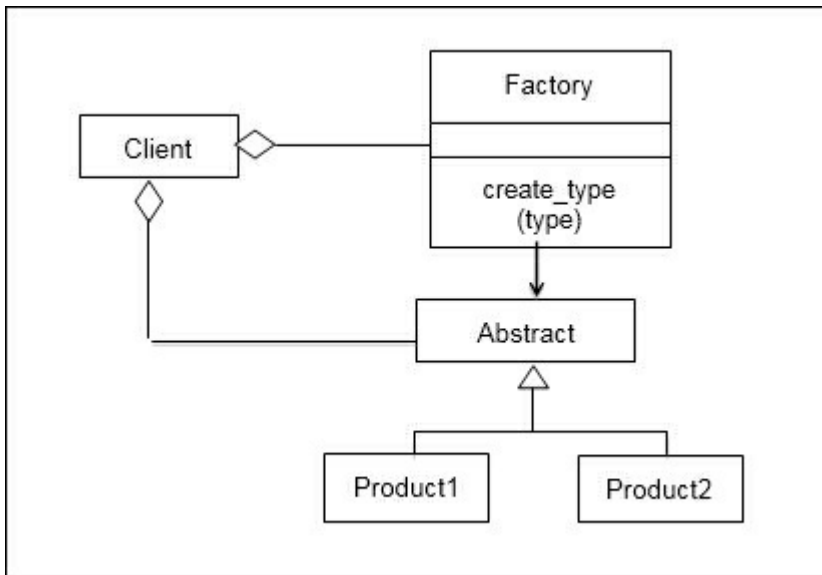 Factory
Client
create_type
(type)
Abstract
Product1
Product2